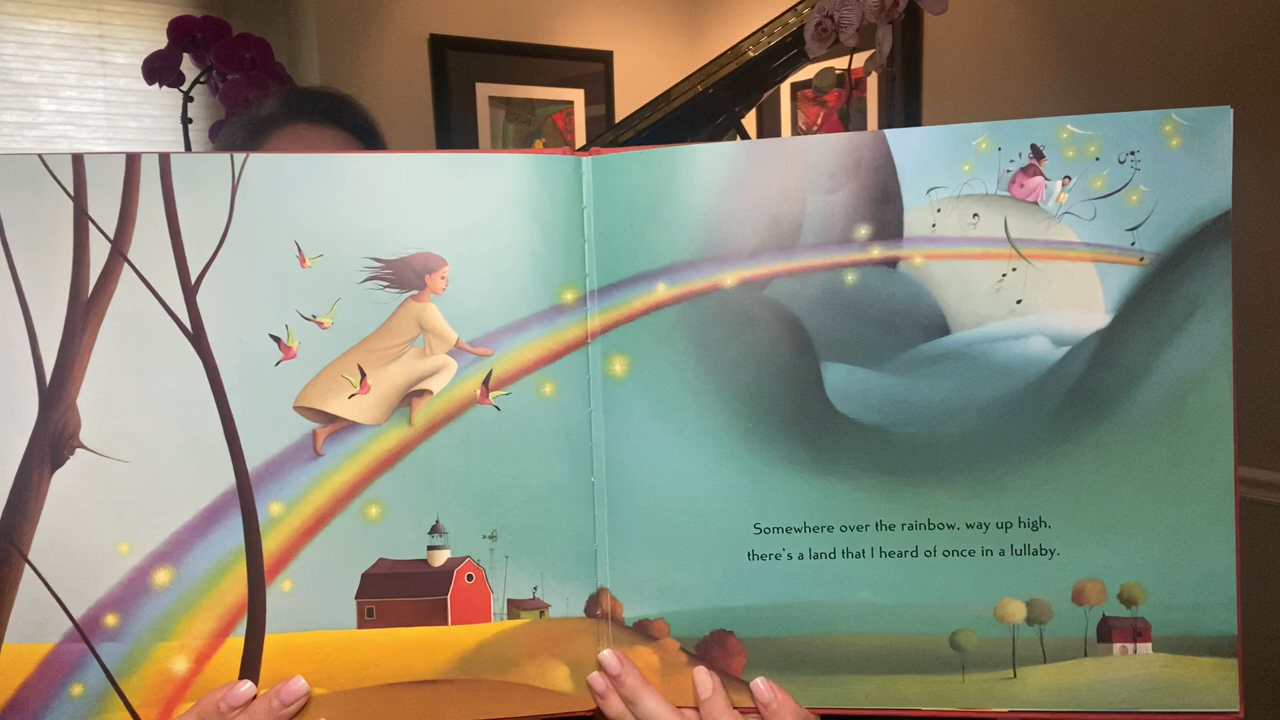 Somewhere over the rainbow, way up high,
there's a land that I heard of once in a lullaby.